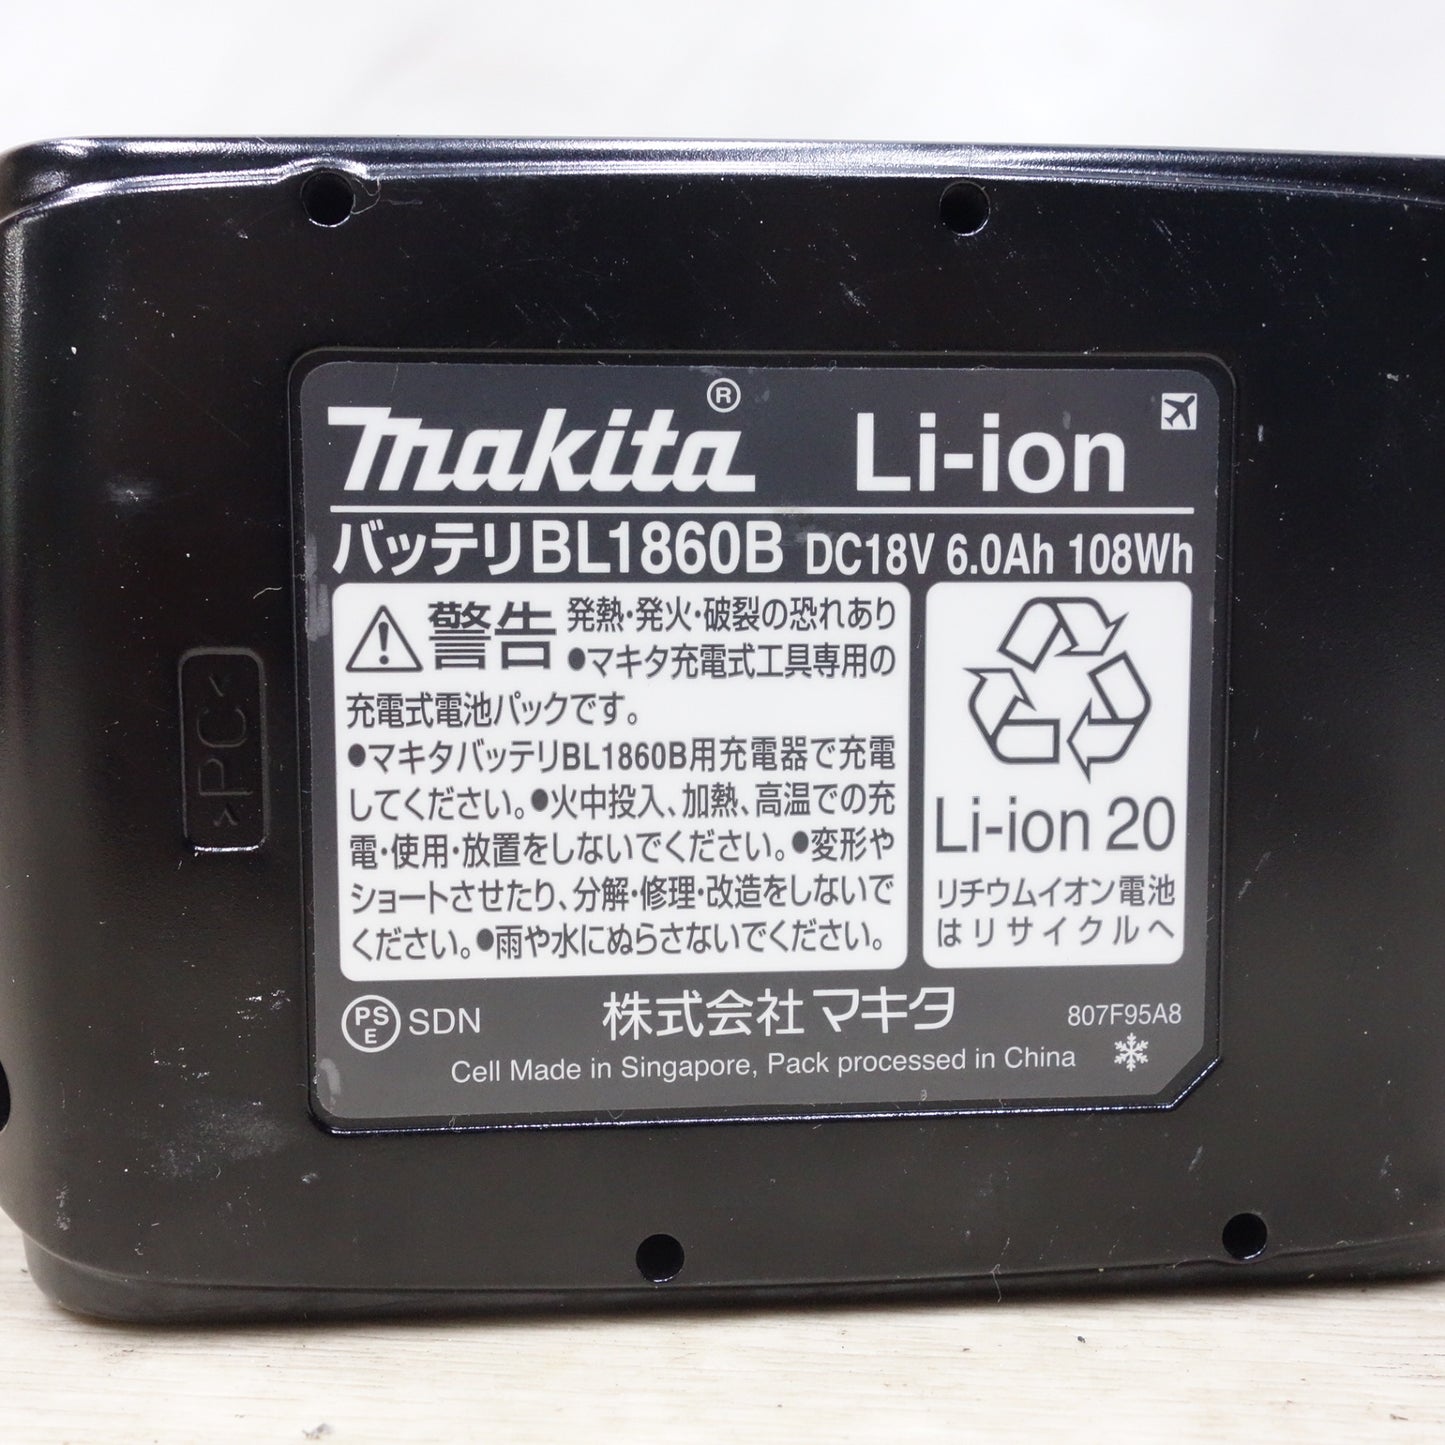 makita® Li-ion
バッテリBL1860B DC18V 6.0Ah 108Wh
警告 発熱・発火・破裂の恐れあり
●マキタ充電式工具専用の
充電式電池パックです。
●マキタバッテリBL1860B用充電器で充電
してください。●火中投入、加熱、高温での充
電・使用・放置をしないでください。●変形や
ショートさせたり、分解・修理・改造をしないで
ください。●雨や水にぬらさないでください。
Li-ion 20
リチウムイオン電池
はリサイクルへ
PS
E
SDN
株式会社マキタ
807F95A8
Cell Made in Singapore, Pack processed in China
>PC<